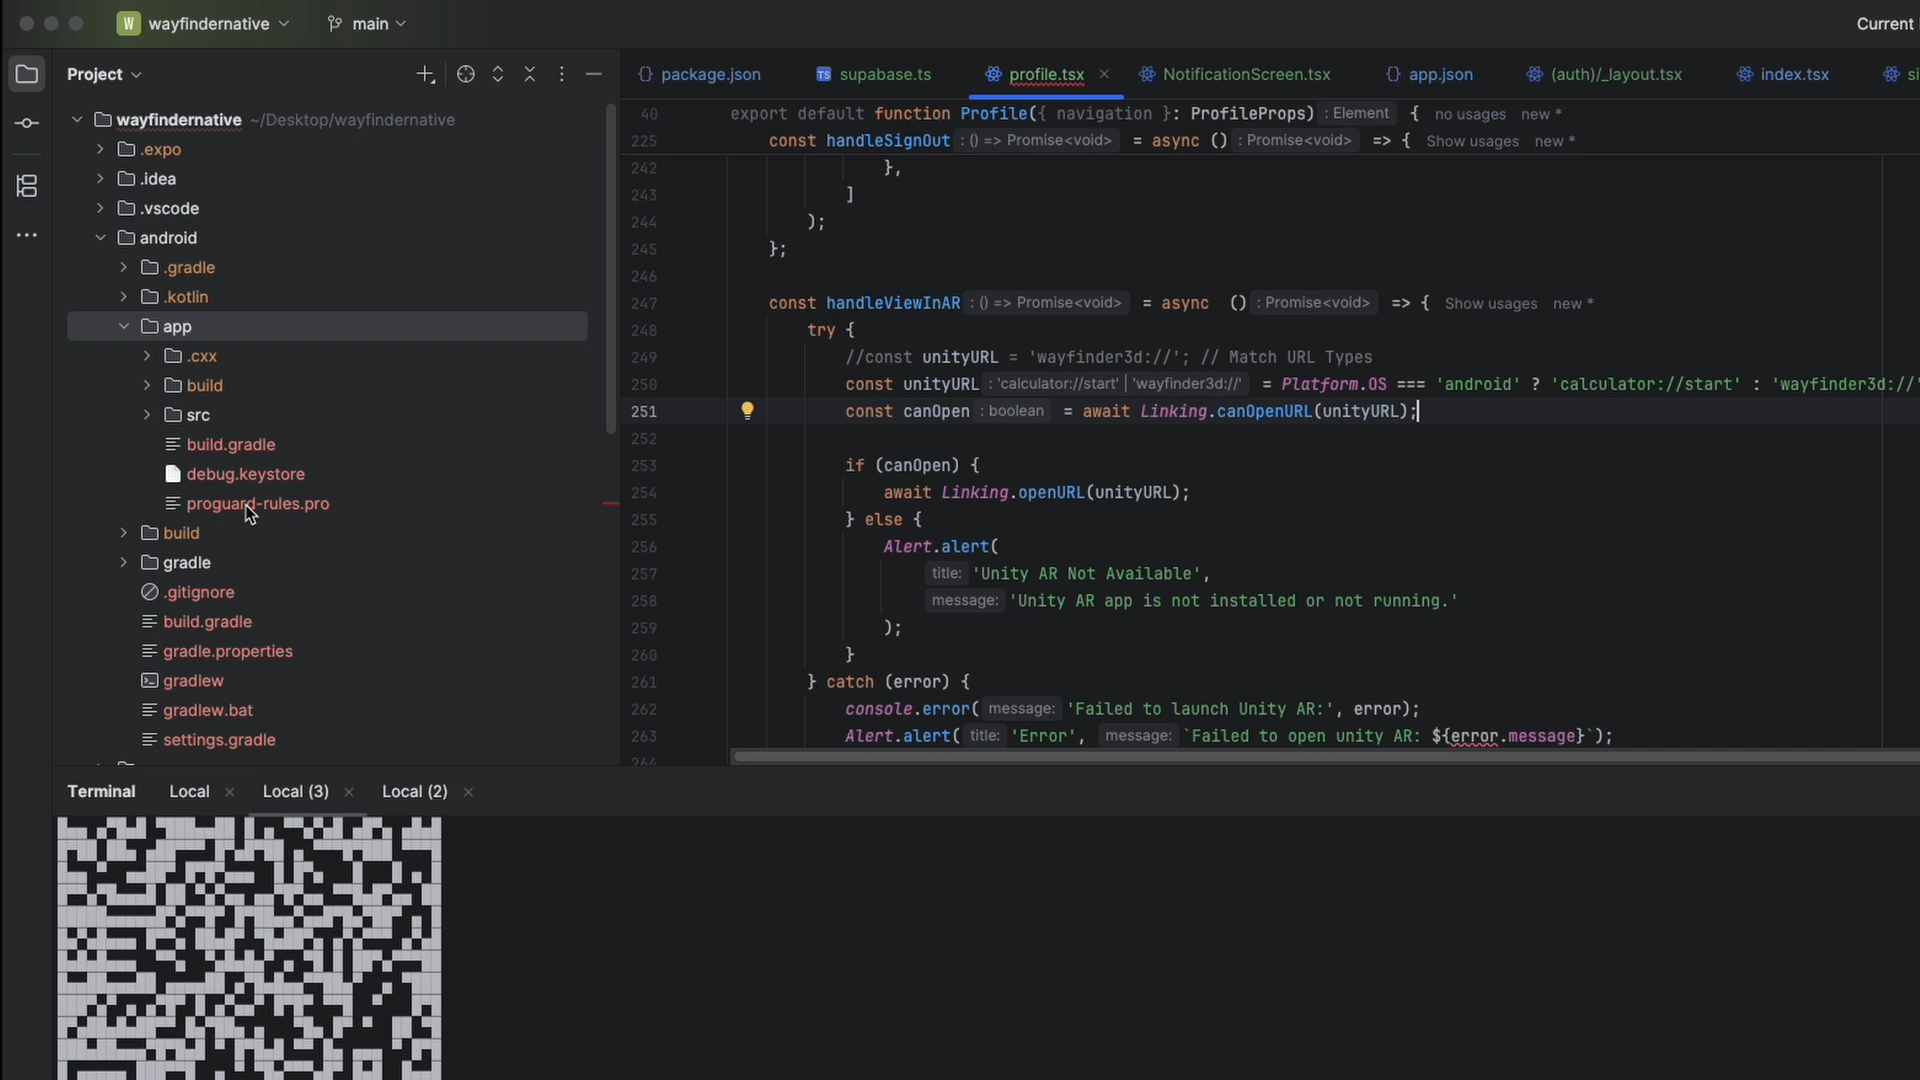 W wayfindernative
main
Current
Project
package.json
supabase.ts
profile.tsx
NotificationScreen.tsx
app.json
(auth)/_layout.tsx
index.tsx
si
wayfindernative ~/Desktop/wayfindernative
.expo
.idea
.vscode
android
.gradle
.kotlin
app
.cxx
build
src
build.gradle
debug.keystore
proguard-rules.pro
build
gradle
.gitignore
build.gradle
gradle.properties
gradlew
gradlew.bat
settings.gradle
40 export default function Profile({ navigation }: ProfileProps) : Element { no usages new *
225 const handleSignOut : () => Promise<void> = async () : Promise<void> => { Show usages new *
242 },
243 ]
244 );
245 };
246
247 const handleViewInAR : () => Promise<void> = async () : Promise<void> => { Show usages new *
248 try {
249 //const unityURL = 'wayfinder3d://'; // Match URL Types
250 const unityURL : 'calculator://start' | 'wayfinder3d://' = Platform.OS === 'android' ? 'calculator://start' : 'wayfinder3d://'
251 const canOpen : boolean = await Linking.canOpenURL(unityURL);
252
253 if (canOpen) {
254 await Linking.openURL(unityURL);
255 } else {
256 Alert.alert(
257 title: 'Unity AR Not Available',
258 message: 'Unity AR app is not installed or not running.'
259 );
260 }
261 } catch (error) {
262 console.error( message: 'Failed to launch Unity AR:', error);
263 Alert.alert( title: 'Error', message: `Failed to open unity AR: ${error.message}`);
264
Terminal
Local
Local (3)
Local (2)